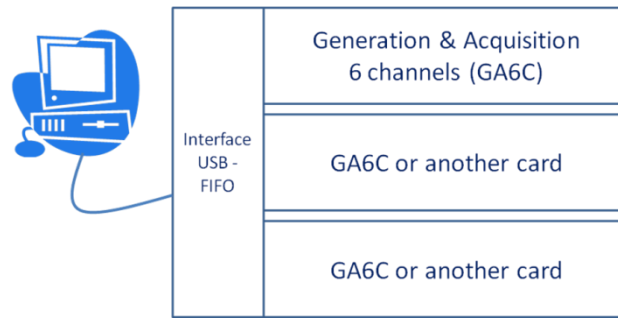 Generation & Acquisition
6 channels (GA6C)
Interface
USB -
FIFO
GA6C or another card
GA6C or another card